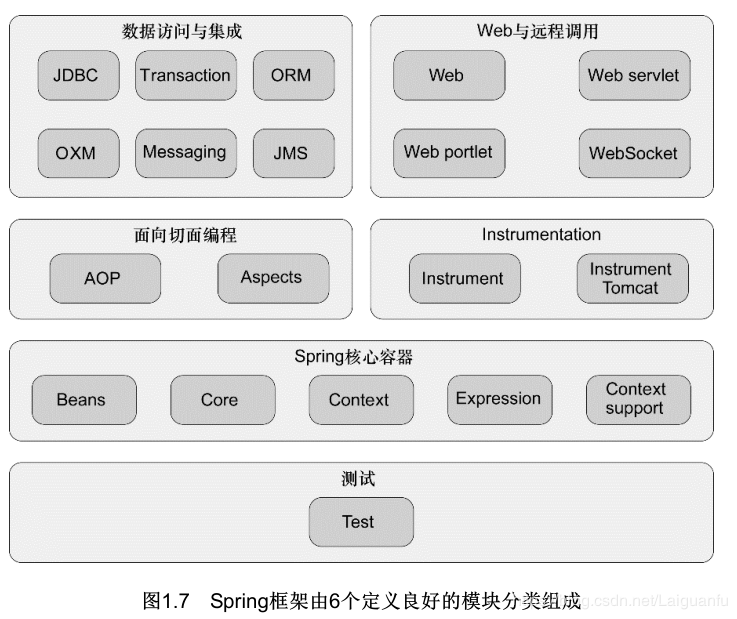 数据访问与集成
JDBC
Transaction
ORM
OXM
Messaging
JMS
Web与远程调用
Web
Web servlet
Web portlet
WebSocket
面向切面编程
AOP
Aspects
Instrumentation
Instrument
Instrument
Tomcat
Spring核心容器
Beans
Core
Context
Expression
Context
support
测试
Test
图1.7 Spring框架由6个定义良好的模块分类组成
csdn.net/Laiguanfu